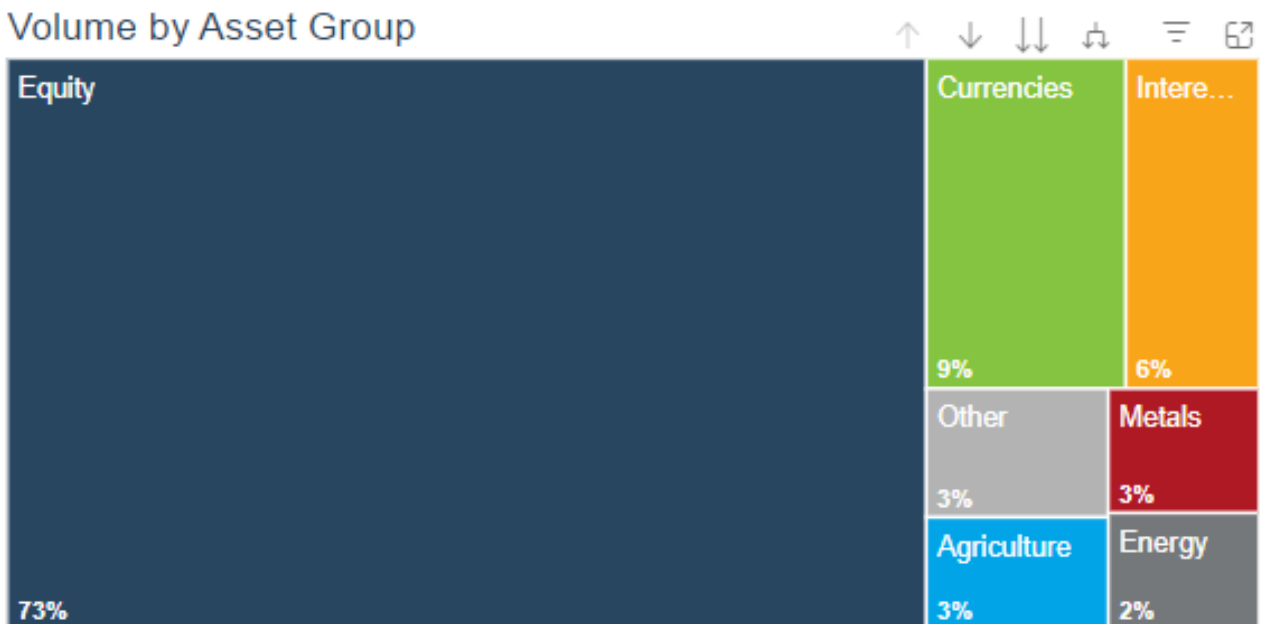 Volume by Asset Group
Equity
73%
Currencies
9%
Intere...
6%
Other
3%
Metals
3%
Agriculture
3%
Energy
2%